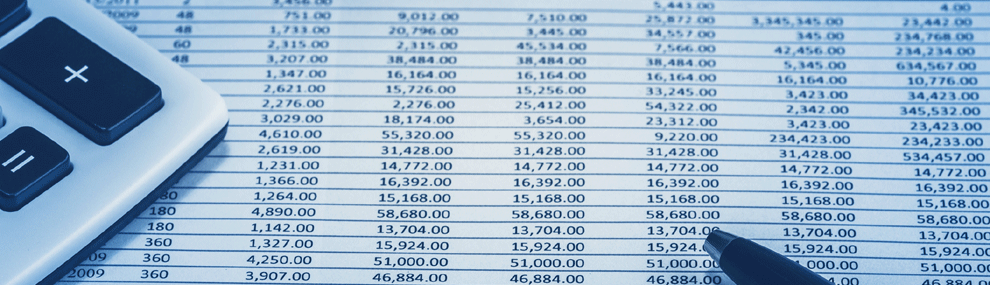 2 3,456.00 5,443.00 4.00
2009 48 751.00 9,012.00 7,510.00 25,872.00 3,345,345.00 23,442.00
48 1,733.00 20,796.00 3,445.00 34,557.00 345.00 234,768.00
60 2,315.00 2,315.00 45,534.00 7,566.00 42,456.00 234,234.00
48 3,207.00 38,484.00 38,484.00 38,484.00 5,345.00 634,567.00
1,347.00 16,164.00 16,164.00 16,164.00 16,164.00 10,776.00
2,621.00 15,726.00 15,256.00 33,245.00 3,423.00 34,423.00
2,276.00 2,276.00 25,412.00 54,322.00 2,342.00 345,532.00
3,029.00 18,174.00 3,654.00 23,312.00 3,423.00 23,423.00
4,610.00 55,320.00 55,320.00 9,220.00 234,423.00 234,233.00
2,619.00 31,428.00 31,428.00 31,428.00 31,428.00 534,457.00
1,231.00 14,772.00 14,772.00 14,772.00 14,772.00 14,772.00
1,366.00 16,392.00 16,392.00 16,392.00 16,392.00 16,392.00
80 1,264.00 15,168.00 15,168.00 15,168.00 15,168.00 15,168.00
180 4,890.00 58,680.00 58,680.00 58,680.00 58,680.00 58,680.00
180 1,142.00 13,704.00 13,704.00 13,704.00 13,704.00 13,704.00
360 1,327.00 15,924.00 15,924.00 15,924. 15,924.00 15,924.00
4,250.00 51,000.00 51,000.00 51,000.00 ,000.00 51,000.00
2009 360 3,907.00 46,884.00 46,884.00 46,884.00 46,884.00
+
=